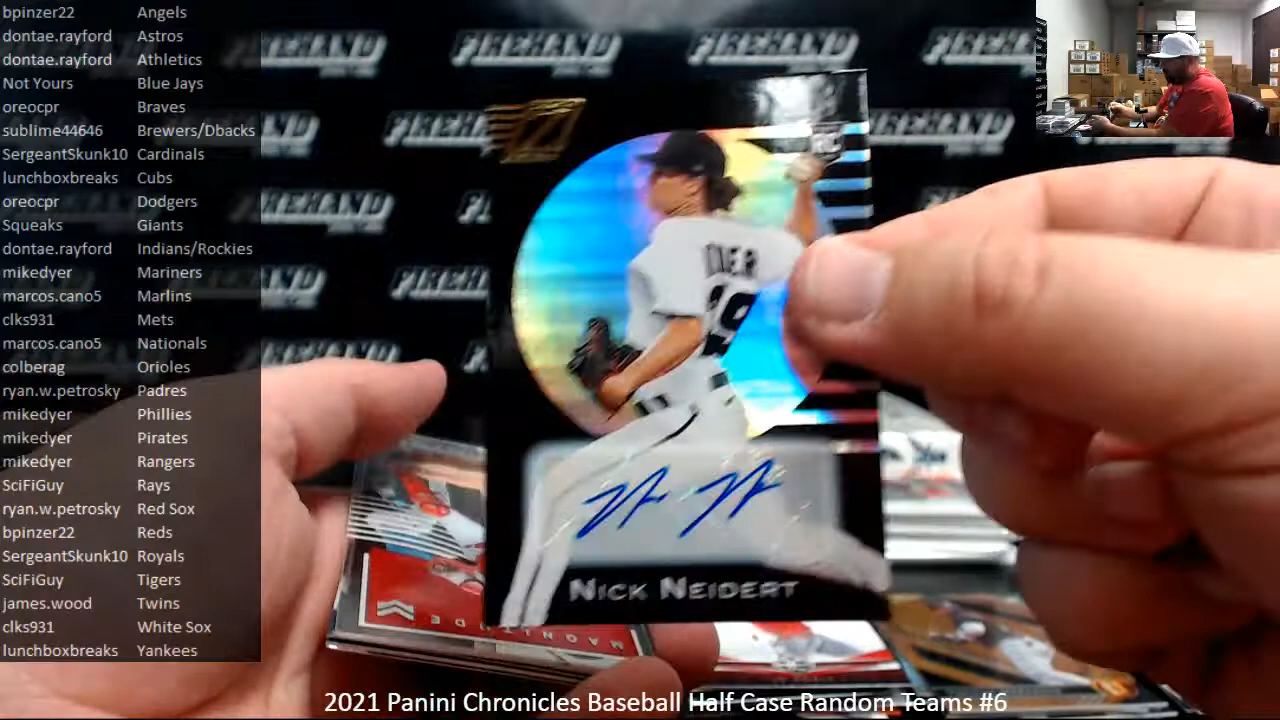 bpinzer22 Angels
dontae.rayford Astros
dontae.rayford Athletics
Not Yours Blue Jays
oreocpr Braves
sublime44646 Brewers/Dbacks
SergeantSkunk10 Cardinals
lunchboxbreaks Cubs
oreocpr Dodgers
Squeaks Giants
dontae.rayford Indians/Rockies
mikedyer Mariners
marcos.cano5 Marlins
clks931 Mets
marcos.cano5 Nationals
colberag Orioles
ryan.w.petrosky Padres
mikedyer Phillies
mikedyer Pirates
mikedyer Rangers
SciFiGuy Rays
ryan.w.petrosky Red Sox
bpinzer22 Reds
SergeantSkunk10 Royals
SciFiGuy Tigers
james.wood Twins
clks931 White Sox
lunchboxbreaks Yankees
FIREHAND FIREHAND FIREHAND
RC
19
NICK NEIDERT
MAGNITUDE
2021 Panini Chronicles Baseball Half Case Random Teams #6